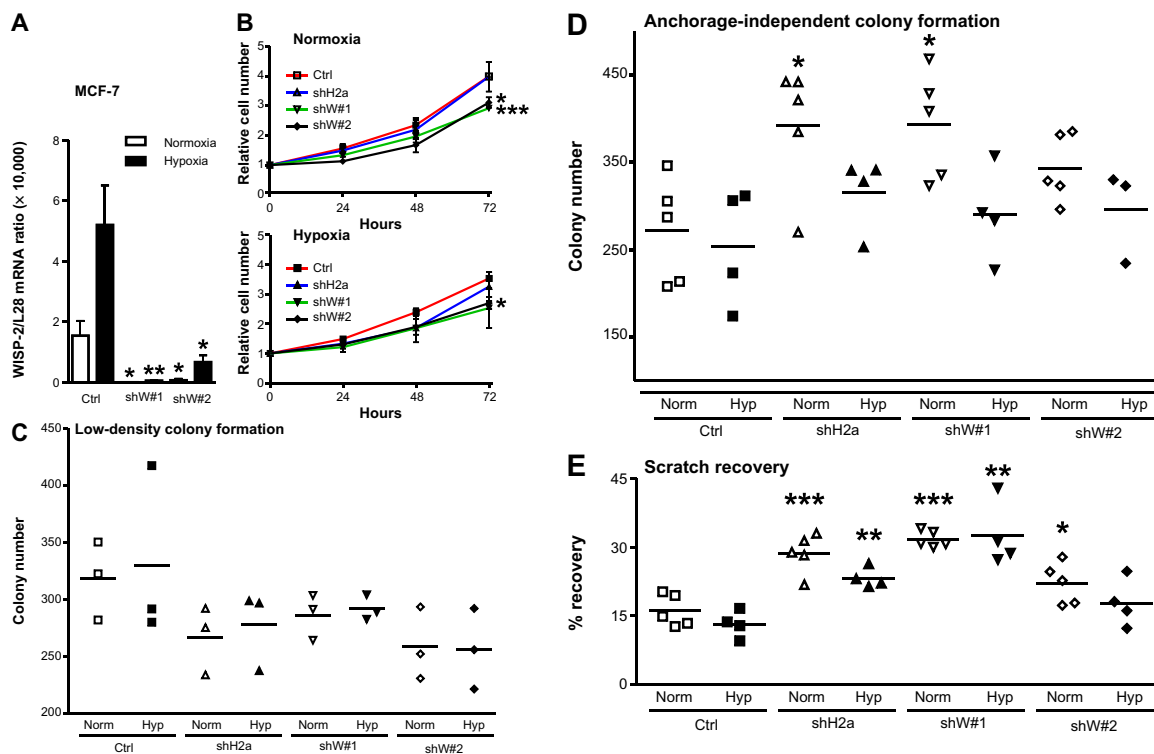 A
MCF-7
Normoxia
Hypoxia
WISP-2/L28 mRNA ratio (× 10,000)
8
6
4
2
0
* ** * *
Ctrl shW#1 shW#2
B
Normoxia
Ctrl
shH2a
shW#1
shW#2
Relative cell number
5
4
3
2
1
0
*
***
0 24 48 72
Hours
Hypoxia
Ctrl
shH2a
shW#1
shW#2
Relative cell number
5
4
3
2
1
0
*
0 24 48 72
Hours
C
Low-density colony formation
Colony number
450
400
350
300
250
200
Norm Hyp Norm Hyp Norm Hyp Norm Hyp
Ctrl shH2a shW#1 shW#2
D
Anchorage-independent colony formation
Colony number
450
350
250
150
* *
Norm Hyp Norm Hyp Norm Hyp Norm Hyp
Ctrl shH2a shW#1 shW#2
E
Scratch recovery
% recovery
45
30
15
0
*** ** *** ** *
Norm Hyp Norm Hyp Norm Hyp Norm Hyp
Ctrl shH2a shW#1 shW#2